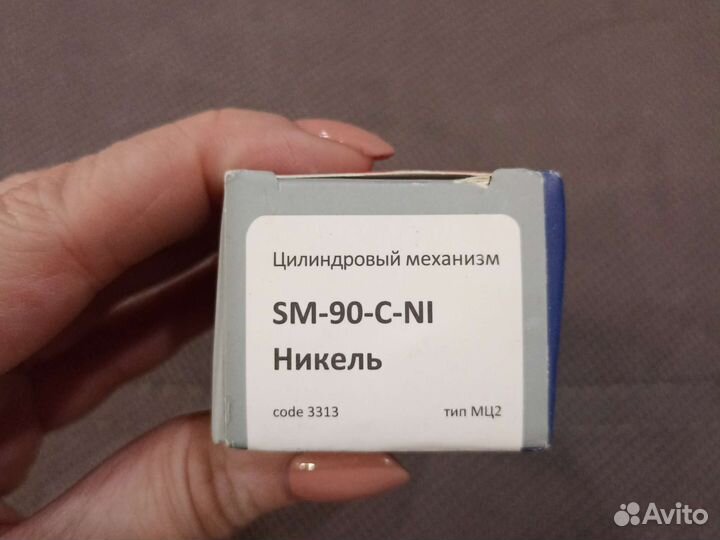 Цилиндровый механизм
SM-90-C-NI
Никель
code 3313 тип МЦ2
Avito